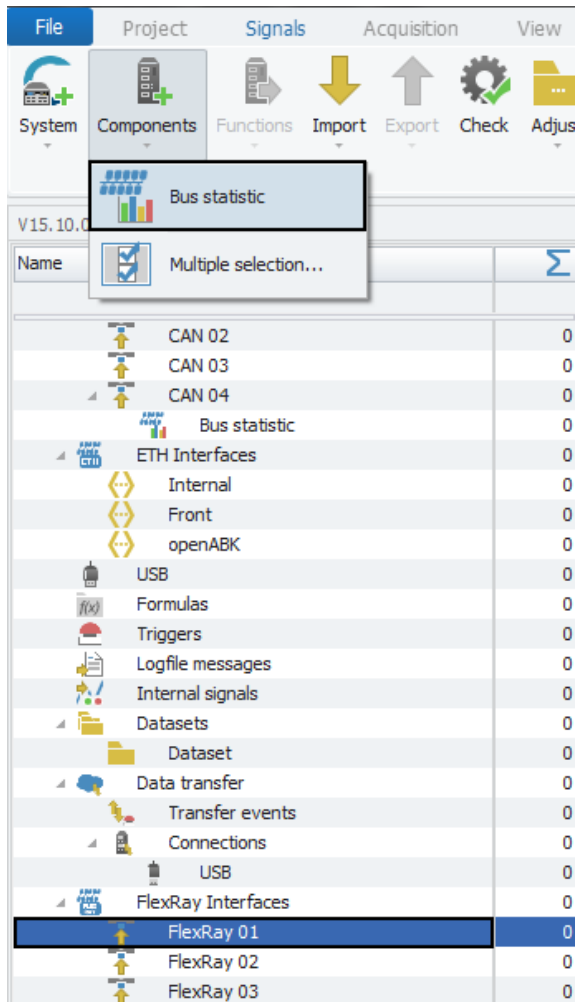 File Project Signals Acquisition View
System Components Functions Import Export Check Adjus
Bus statistic
V15.10.0
Multiple selection...
Name Σ
CAN 02 0
CAN 03 0
CAN 04 0
Bus statistic 0
ETH Interfaces 0
Internal 0
Front 0
openABK 0
USB 0
f(x) Formulas 0
Triggers 0
Logfile messages 0
Internal signals 0
Datasets 0
Dataset 0
Data transfer 0
Transfer events 0
Connections 0
USB 0
FlexRay Interfaces 0
FlexRay 01 0
FlexRay 02 0
FlexRay 03 0